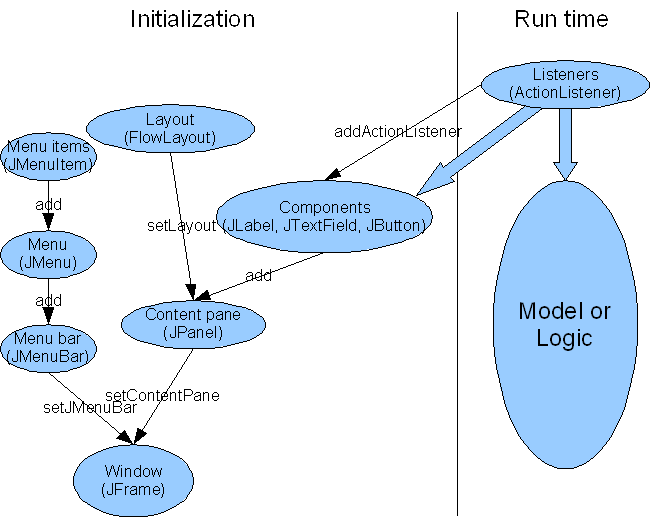 Initialization
Run time
Listeners
(ActionListener)
Layout
(FlowLayout)
addActionListener
Menu items
(JMenuItem)
add
Components
(JLabel, JTextField, JButton)
setLayout
Menu
(JMenu)
add
add
Content pane
(JPanel)
Model or
Logic
Menu bar
(JMenuBar)
setContentPane
setJMenuBar
Window
(JFrame)